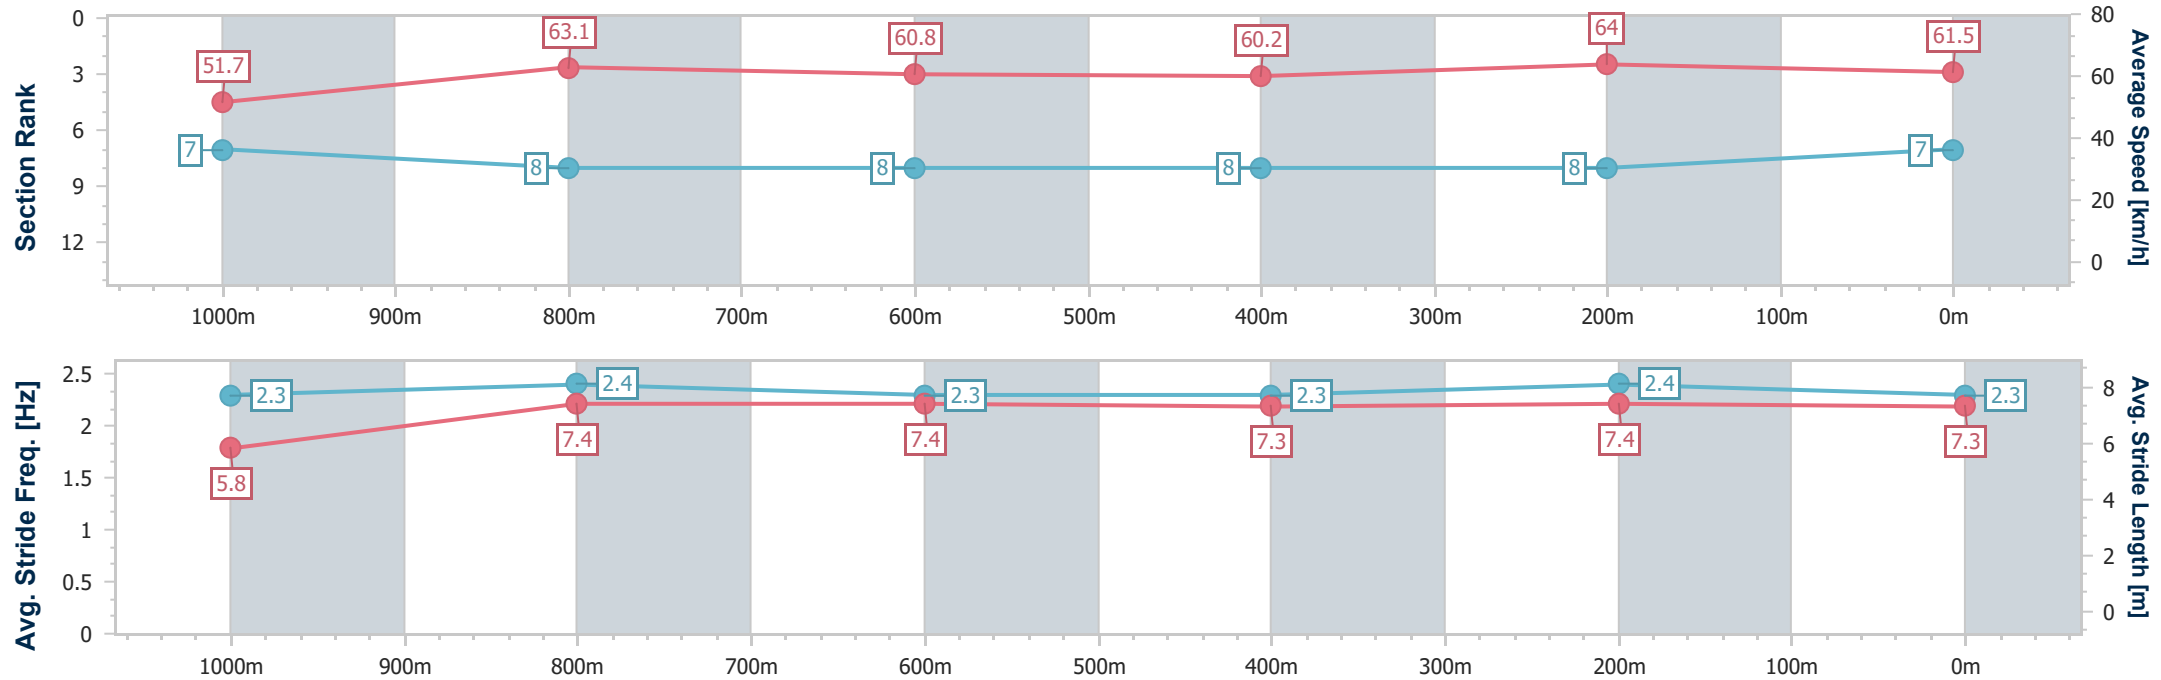 Section Rank
0
3
6
9
12
51.7
63.1
60.8
60.2
64
61.5
7
8
8
8
8
7
80
60
40
20
0
Average Speed [km/h]
1000m
900m
800m
700m
600m
500m
400m
300m
200m
100m
0m
Avg. Stride Freq. [Hz]
2.5
2
1.5
1
0.5
0
2.3
2.4
2.3
2.3
2.4
2.3
5.8
7.4
7.4
7.3
7.4
7.3
8
6
4
2
0
Avg. Stride Length [m]
1000m
900m
800m
700m
600m
500m
400m
300m
200m
100m
0m